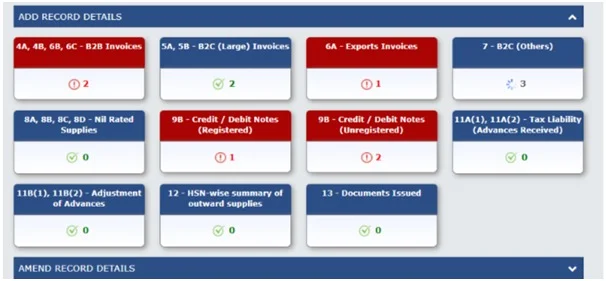 ADD RECORD DETAILS
4A, 4B, 6B, 6C - B2B Invoices
5A, 5B - B2C (Large) Invoices
6A - Exports Invoices
7 - B2C (Others)
2
2
1
3
8A, 8B, 8C, 8D - Nil Rated
Supplies
9B - Credit / Debit Notes
(Registered)
9B - Credit / Debit Notes
(Unregistered)
11A(1), 11A(2) - Tax Liability
(Advances Received)
0
1
2
0
11B(1), 11B(2) - Adjustment
of Advances
12 - HSN-wise summary of
outward supplies
13 - Documents Issued
0
0
0
AMEND RECORD DETAILS